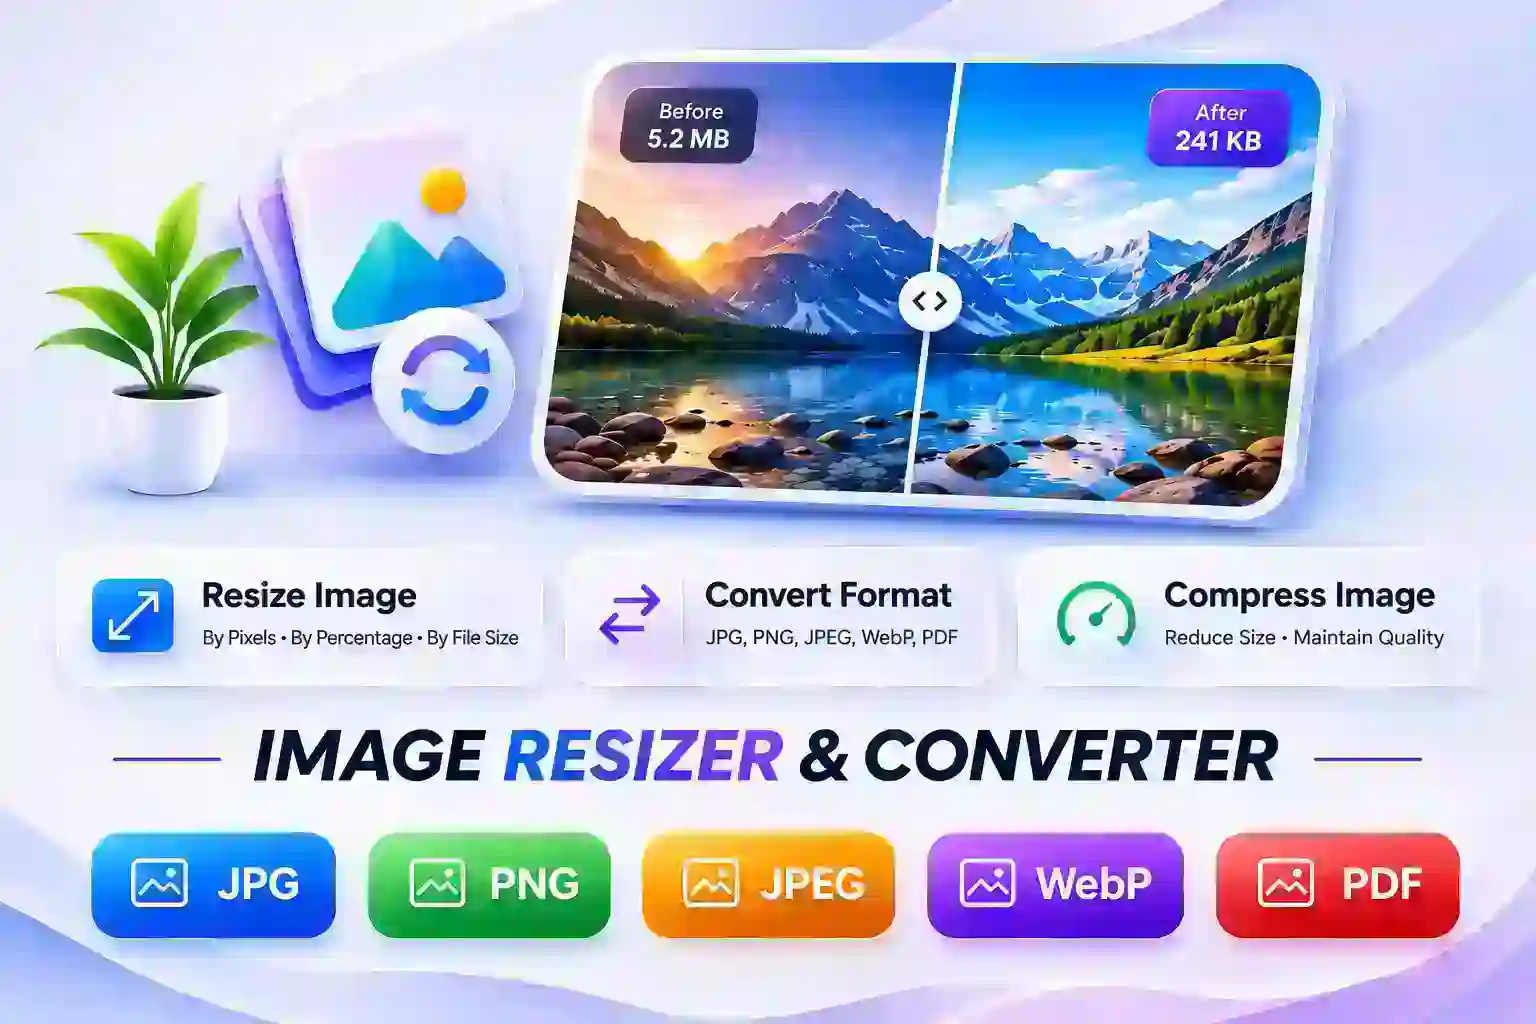 Before
5.2 MB
After
241 KB
Resize Image
By Pixels • By Percentage • By File Size
Convert Format
JPG, PNG, JPEG, WebP, PDF
Compress Image
Reduce Size • Maintain Quality
IMAGE RESIZER & CONVERTER
JPG
PNG
JPEG
WebP
PDF